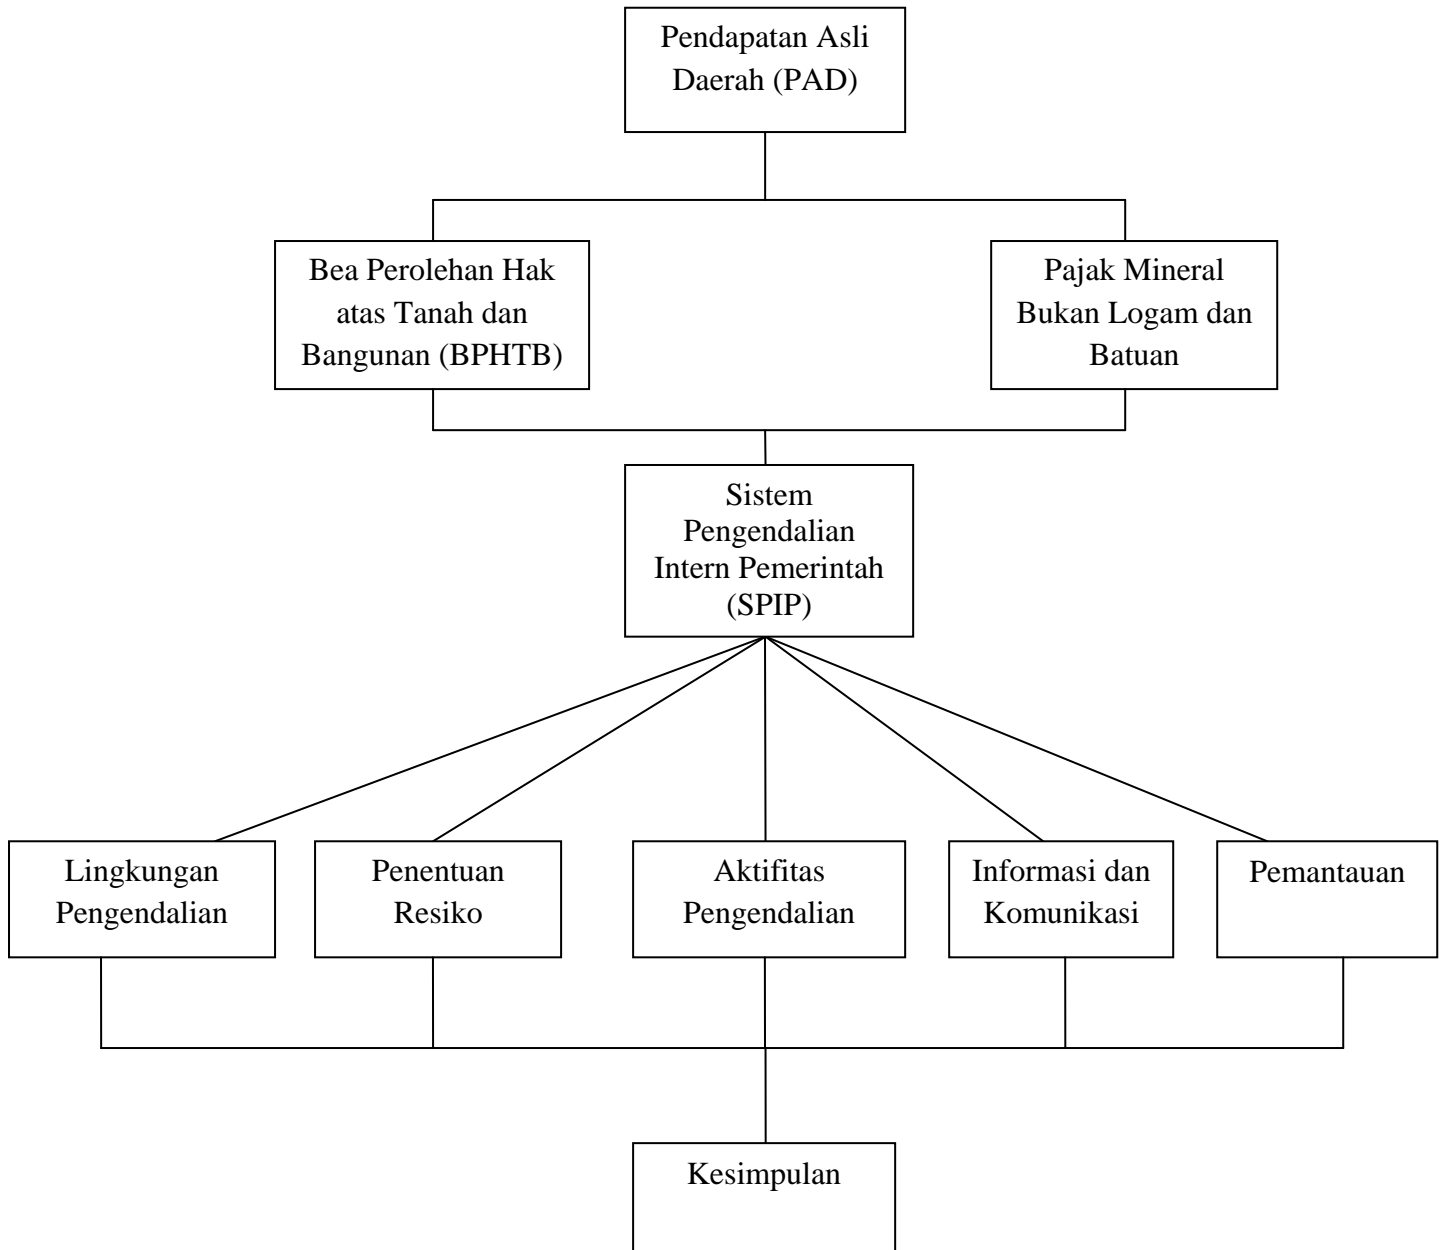 Pendapatan Asli
Daerah (PAD)
Bea Perolehan Hak
atas Tanah dan
Bangunan (BPHTB)
Pajak Mineral
Bukan Logam dan
Batuan
Sistem
Pengendalian
Intern Pemerintah
(SPIP)
Lingkungan
Pengendalian
Penentuan
Resiko
Aktifitas
Pengendalian
Informasi dan
Komunikasi
Pemantauan
Kesimpulan